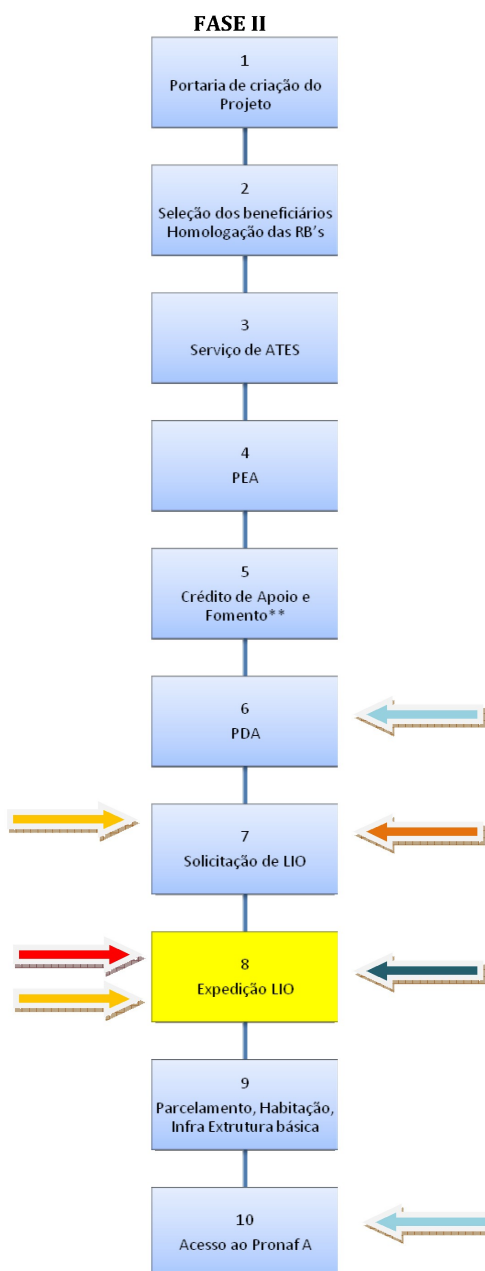 FASE II
1
Portaria de criação do
Projeto
2
Seleção dos beneficiários
Homologação das RB's
3
Serviço de ATES
4
PEA
5
Crédito de Apoio e
Fomento**
6
PDA
7
Solicitação de LIO
8
Expedição LIO
9
Parcelamento, Habitação,
Infra Extrutura básica
10
Acesso ao Pronaf A